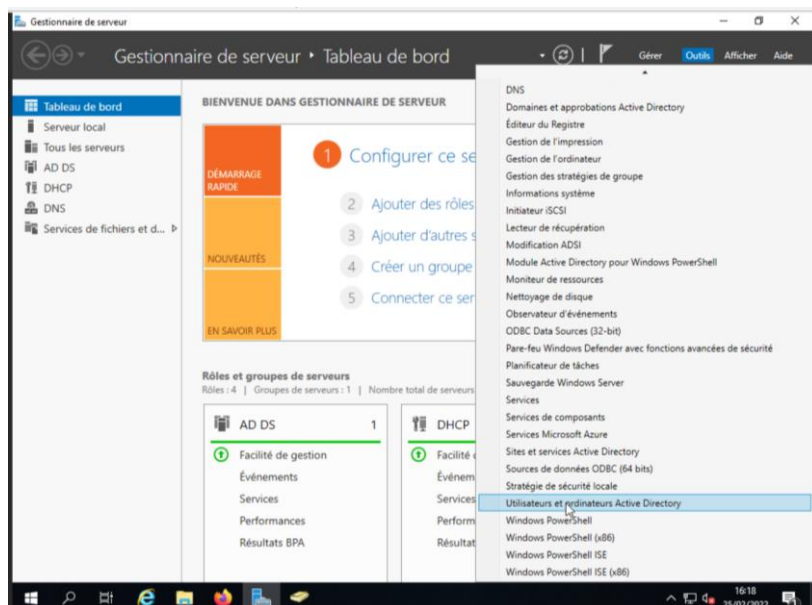 Gestionnaire de serveur
Gestionnaire de serveur ‣ Tableau de bord
Gérer Outils Afficher Aide
Tableau de bord
Serveur local
Tous les serveurs
AD DS
DHCP
DNS
Services de fichiers et d...
BIENVENUE DANS GESTIONNAIRE DE SERVEUR
DÉMARRAGE
RAPIDE
NOUVEAUTÉS
EN SAVOIR PLUS
1 Configurer ce se
2 Ajouter des rôles
3 Ajouter d'autres s
4 Créer un groupe
5 Connecter ce ser
Rôles et groupes de serveurs
Rôles : 4 | Groupes de serveurs : 1 | Nombre total de serveurs
AD DS 1
Facilité de gestion
Événements
Services
Performances
Résultats BPA
DHCP
Facilité
Événem
Services
Perform
Résultat
DNS
Domaines et approbations Active Directory
Éditeur du Registre
Gestion de l'impression
Gestion de l'ordinateur
Gestion des stratégies de groupe
Informations système
Initiateur iSCSI
Lecteur de récupération
Modification ADSI
Module Active Directory pour Windows PowerShell
Moniteur de ressources
Nettoyage de disque
Observateur d'événements
ODBC Data Sources (32-bit)
Pare-feu Windows Defender avec fonctions avancées de sécurité
Planificateur de tâches
Sauvegarde Windows Server
Services
Services de composants
Services Microsoft Azure
Sites et services Active Directory
Sources de données ODBC (64 bits)
Stratégie de sécurité locale
Utilisateurs et ordinateurs Active Directory
Windows PowerShell
Windows PowerShell (x86)
Windows PowerShell ISE
Windows PowerShell ISE (x86)
16:18
25/02/2022